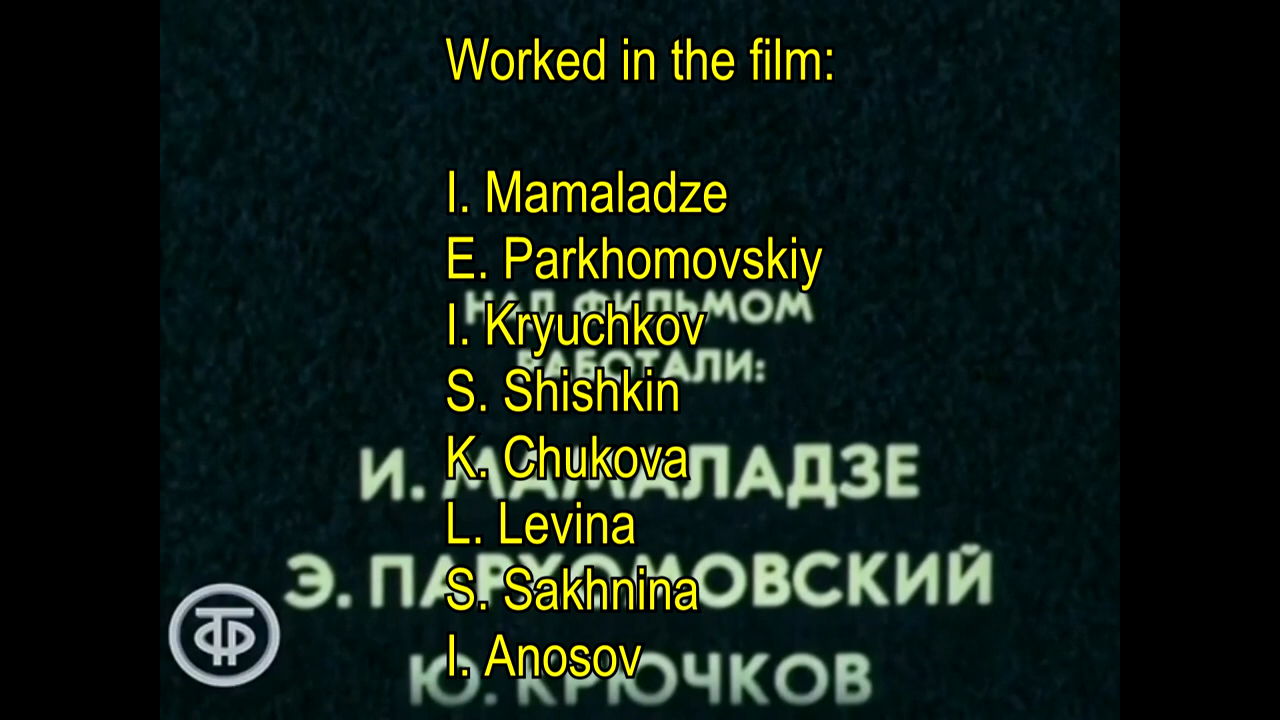 Worked in the film:
I. Mamaladze
E. Parkhomovskiy
I. Kryuchkov
S. Shishkin
K. Chukova
L. Levina
S. Sakhnina
I. Anosov
НАД ФИЛЬМОМ
РАБОТАЛИ:
И. МАМАЛАДЗЕ
Э. ПАРХОМОВСКИЙ
Ю. КРЮЧКОВ